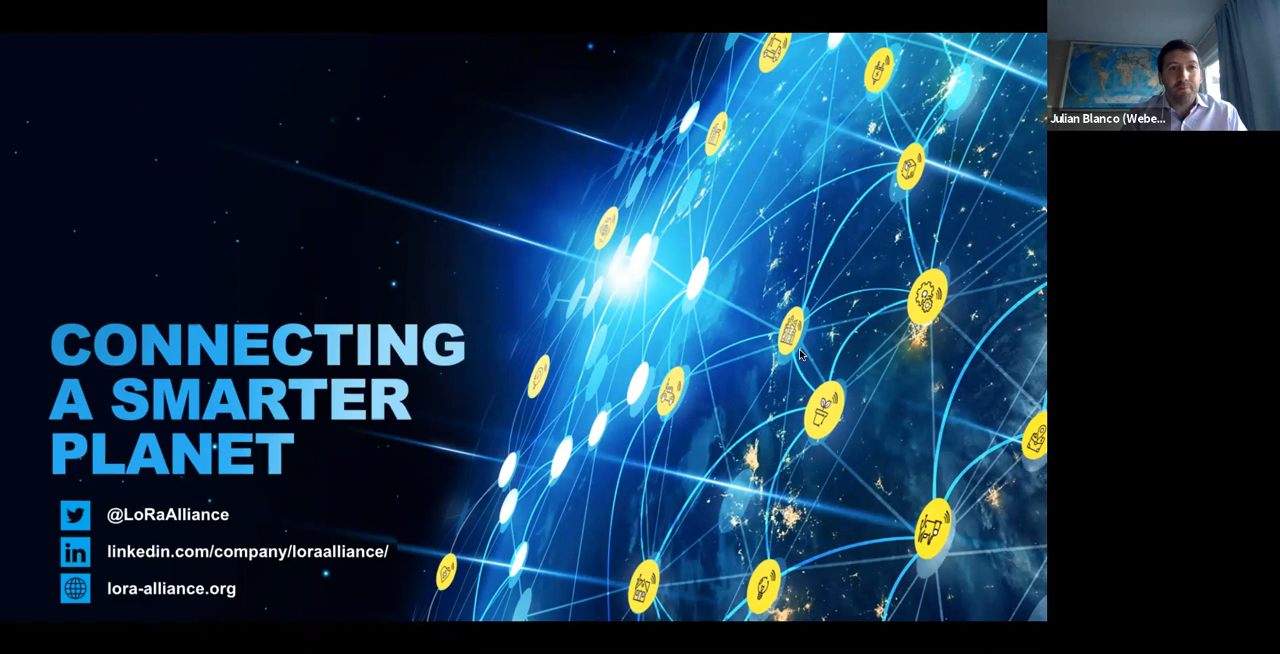 CONNECTING
A SMARTER
PLANET
@LoRaAlliance
linkedin.com/company/loraalliance/
lora-alliance.org
Julian Blanco (Webe...